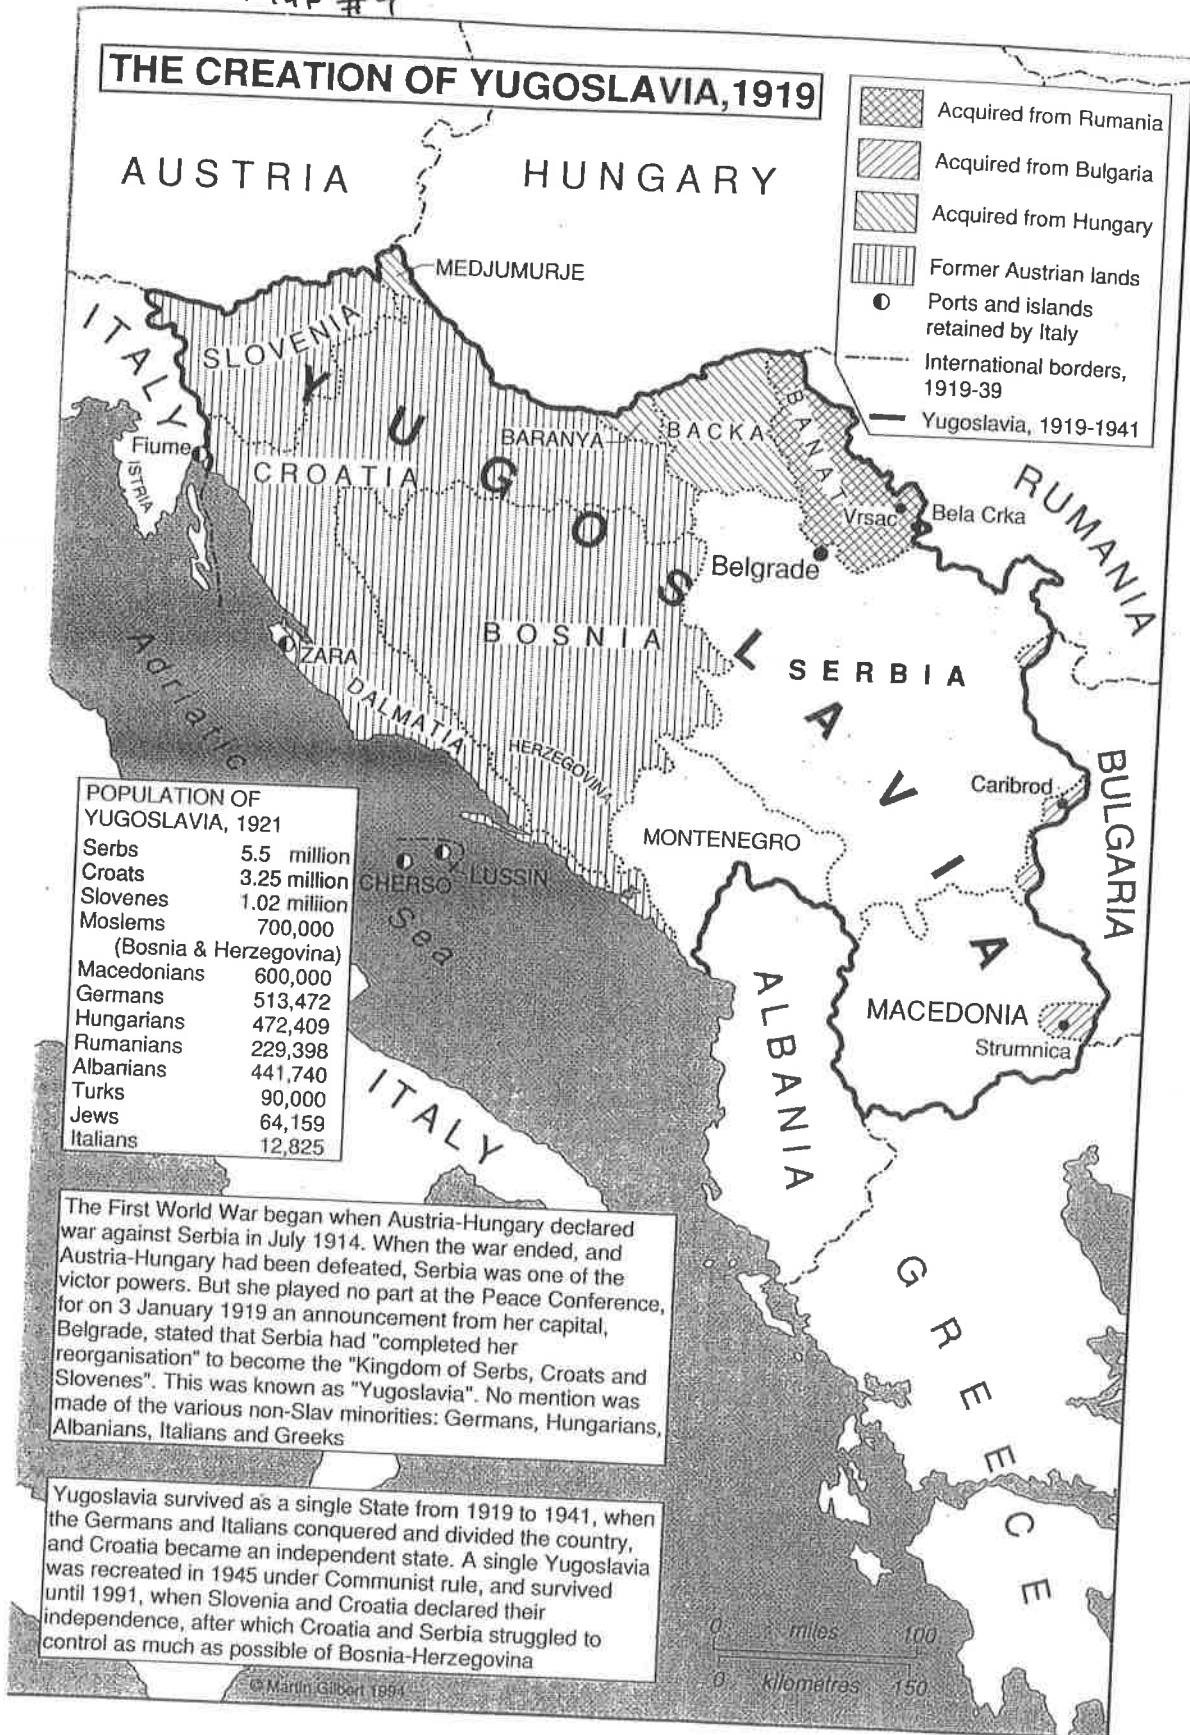 #9
THE CREATION OF YUGOSLAVIA,1919
Acquired from Rumania
Acquired from Bulgaria
Acquired from Hungary
Former Austrian lands
Ports and islands
retained by Italy
International borders,
1919-39
Yugoslavia, 1919-1941
AUSTRIA
HUNGARY
MEDJUMURJE
ITALY
SLOVENIA
YUGOSLAVIA
BARANYA
BACKA
BANAT
Fiume
ISTRIA
CROATIA
Vrsac
Bela Crka
RUMANIA
Belgrade
BOSNIA
SERBIA
ZARA
DALMATIA
HERZEGOVINA
Adriatic
Sea
Caribrod
BULGARIA
MONTENEGRO
CHERSO
LUSSIN
ALBANIA
MACEDONIA
Strumnica
ITALY
GREECE
POPULATION OF
YUGOSLAVIA, 1921
Serbs 5.5 million
Croats 3.25 million
Slovenes 1.02 million
Moslems 700,000
(Bosnia & Herzegovina)
Macedonians 600,000
Germans 513,472
Hungarians 472,409
Rumanians 229,398
Albanians 441,740
Turks 90,000
Jews 64,159
Italians 12,825
The First World War began when Austria-Hungary declared
war against Serbia in July 1914. When the war ended, and
Austria-Hungary had been defeated, Serbia was one of the
victor powers. But she played no part at the Peace Conference,
for on 3 January 1919 an announcement from her capital,
Belgrade, stated that Serbia had "completed her
reorganisation" to become the "Kingdom of Serbs, Croats and
Slovenes". This was known as "Yugoslavia". No mention was
made of the various non-Slav minorities: Germans, Hungarians,
Albanians, Italians and Greeks
Yugoslavia survived as a single State from 1919 to 1941, when
the Germans and Italians conquered and divided the country,
and Croatia became an independent state. A single Yugoslavia
was recreated in 1945 under Communist rule, and survived
until 1991, when Slovenia and Croatia declared their
independence, after which Croatia and Serbia struggled to
control as much as possible of Bosnia-Herzegovina
0 miles 100
0 kilometres 150
© Martin Gilbert 1994